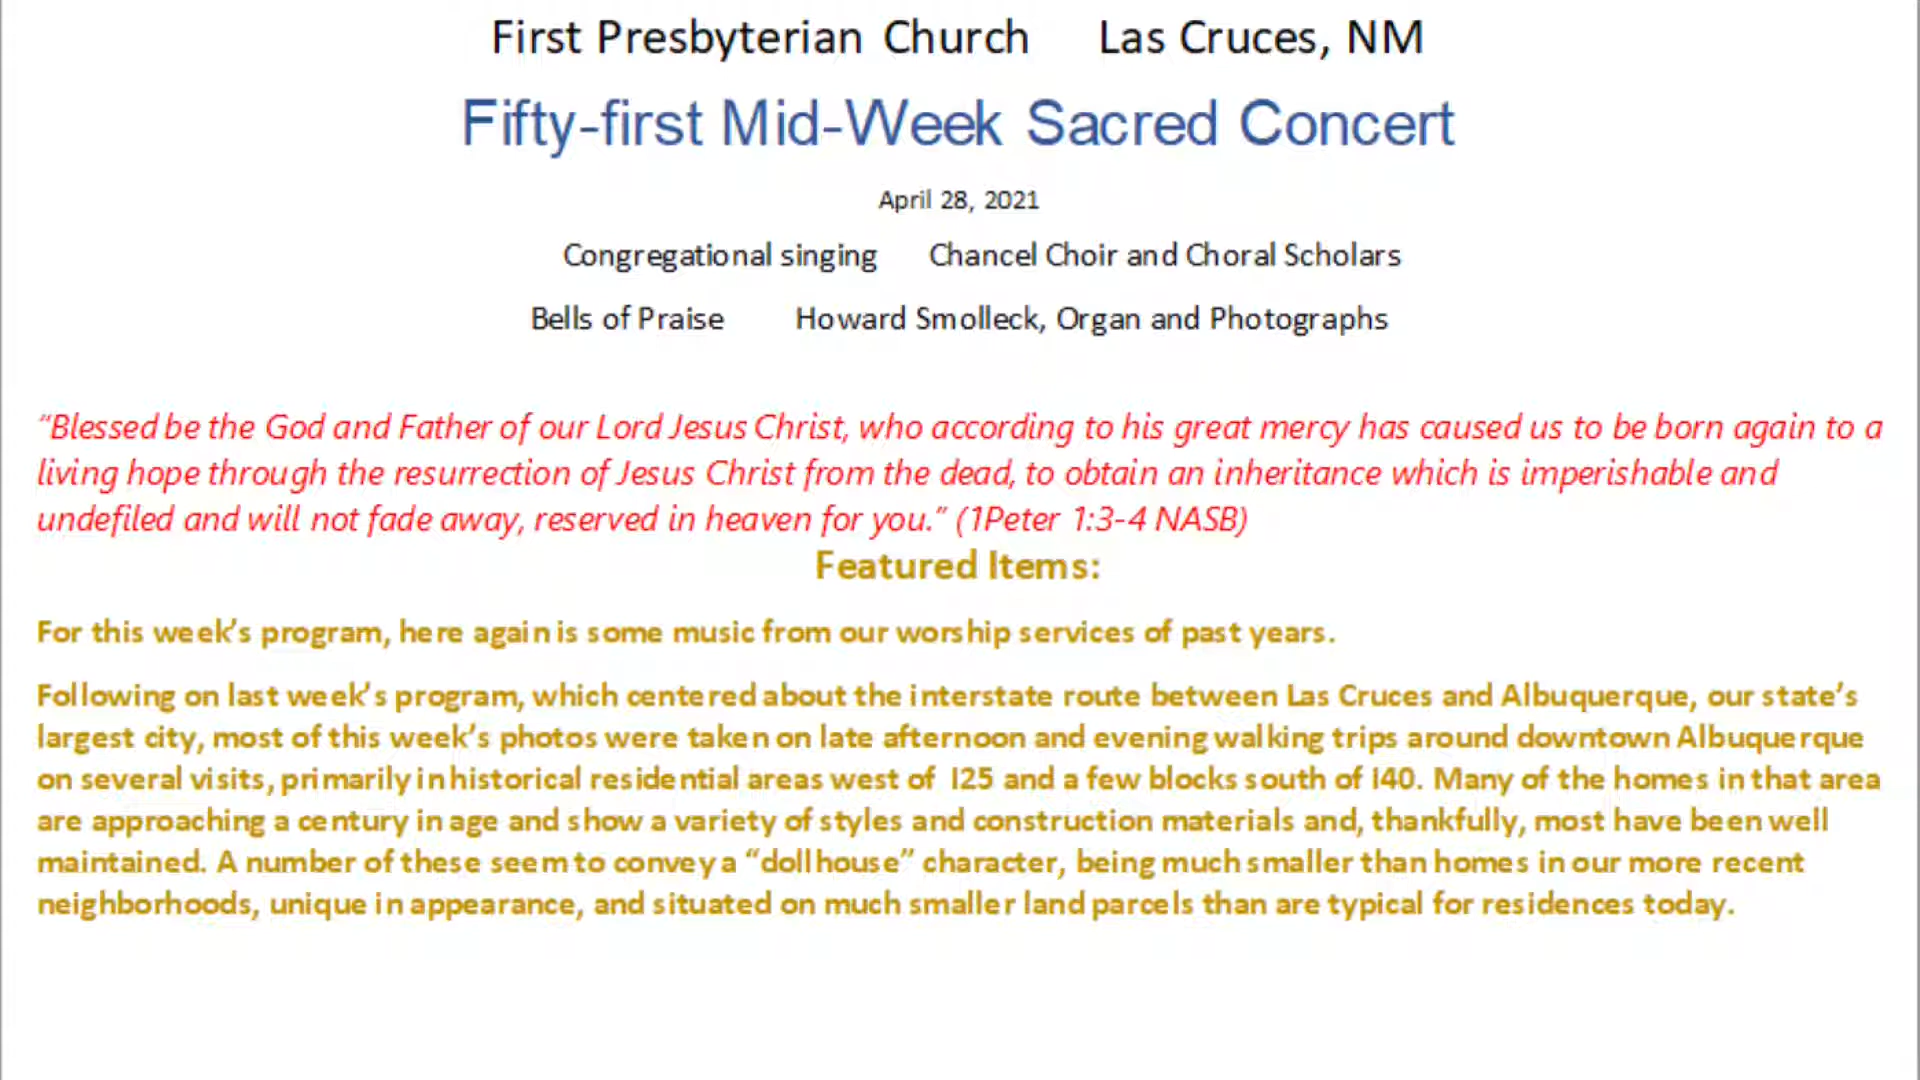 First Presbyterian Church Las Cruces, NM
Fifty-first Mid-Week Sacred Concert
April 28, 2021
Congregational singing Chancel Choir and Choral Scholars
Bells of Praise Howard Smolleck, Organ and Photographs
“Blessed be the God and Father of our Lord Jesus Christ, who according to his great mercy has caused us to be born again to a
living hope through the resurrection of Jesus Christ from the dead, to obtain an inheritance which is imperishable and
undefiled and will not fade away, reserved in heaven for you.” (1Peter 1:3-4 NASB)
Featured Items:
For this week’s program, here again is some music from our worship services of past years.
Following on last week’s program, which centered about the interstate route between Las Cruces and Albuquerque, our state’s
largest city, most of this week’s photos were taken on late afternoon and evening walking trips around downtown Albuquerque
on several visits, primarily in historical residential areas west of I25 and a few blocks south of I40. Many of the homes in that area
are approaching a century in age and show a variety of styles and construction materials and, thankfully, most have been well
maintained. A number of these seem to convey a “doll house” character, being much smaller than homes in our more recent
neighborhoods, unique in appearance, and situated on much smaller land parcels than are typical for residences today.